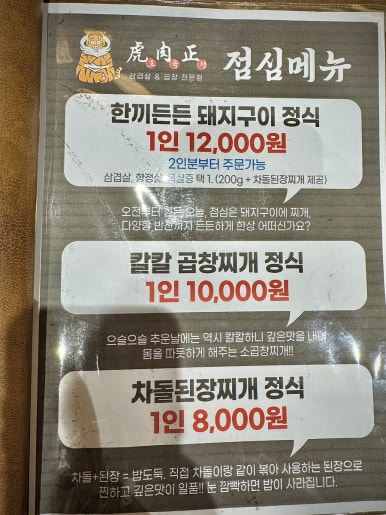 虎肉正
호육정
삼겹살 & 곱창 전문점
점심메뉴
한끼든든 돼지구이 정식
1인 12,000원
2인분부터 주문가능
삼겹살, 항정살, 목살중 택 1. (200g + 차돌된장찌개 제공)
오전부터 힘든 오늘, 점심은 돼지구이에 찌개,
다양한 반찬까지 든든하게 한상 어떠신가요?
칼칼 곱창찌개 정식
1인 10,000원
으슬으슬 추운날에는 역시 칼칼하니 깊은맛을 내며
몸을 따듯하게 해주는 소곱창찌개!!
차돌된장찌개 정식
1인 8,000원
차돌+된장 = 밥도둑. 직접 차돌이랑 같이 볶아 사용하는 된장으로
찐하고 깊은맛이 일품!! 눈 깜빡하면 밥이 사라집니다.